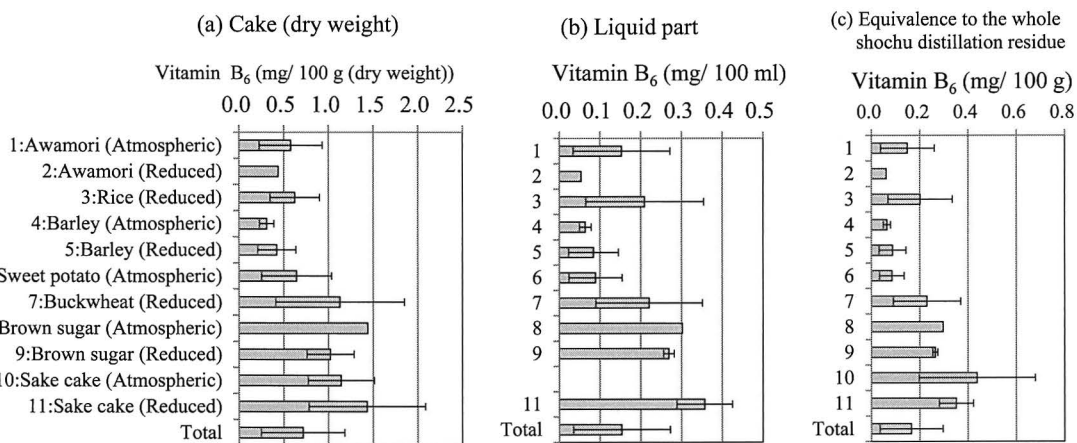 (a) Cake (dry weight)
Vitamin B₆ (mg/ 100 g (dry weight))
0.0 0.5 1.0 1.5 2.0 2.5
1:Awamori (Atmospheric)
2:Awamori (Reduced)
3:Rice (Reduced)
4:Barley (Atmospheric)
5:Barley (Reduced)
Sweet potato (Atmospheric)
7:Buckwheat (Reduced)
Brown sugar (Atmospheric)
9:Brown sugar (Reduced)
10:Sake cake (Atmospheric)
11:Sake cake (Reduced)
Total
(b) Liquid part
Vitamin B₆ (mg/ 100 ml)
0.0 0.1 0.2 0.3 0.4 0.5
1
2
3
4
5
6
7
8
9
11
Total
(c) Equivalence to the whole
shochu distillation residue
Vitamin B₆ (mg/ 100 g)
0.0 0.2 0.4 0.6 0.8
1
2
3
4
5
6
7
8
9
10
11
Total